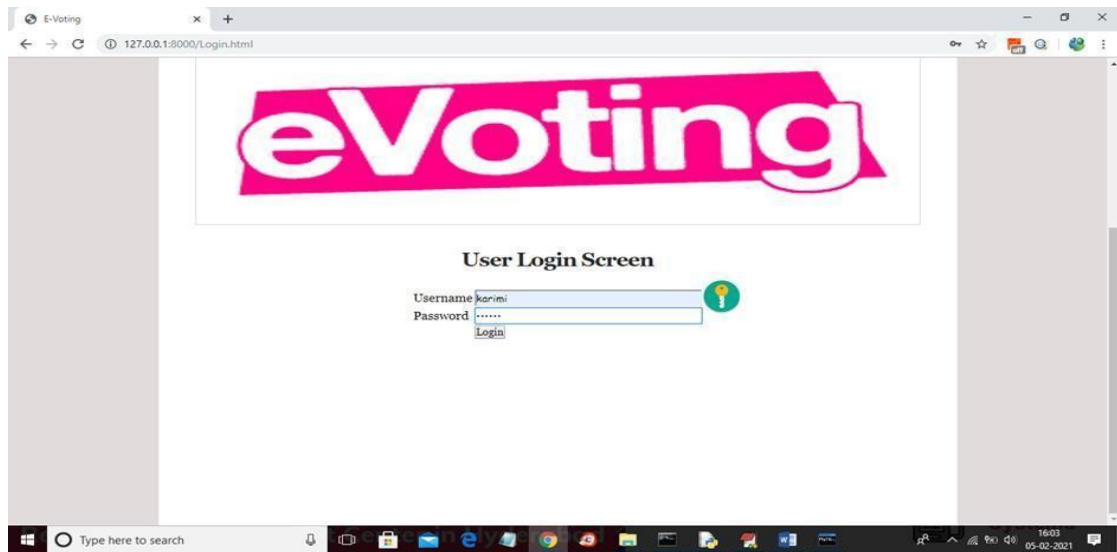 E-Voting
127.0.0.1:8000/Login.html
off
eVoting
User Login Screen
Username karimi
Password ••••••
Login
Type here to search
16:03
05-02-2021